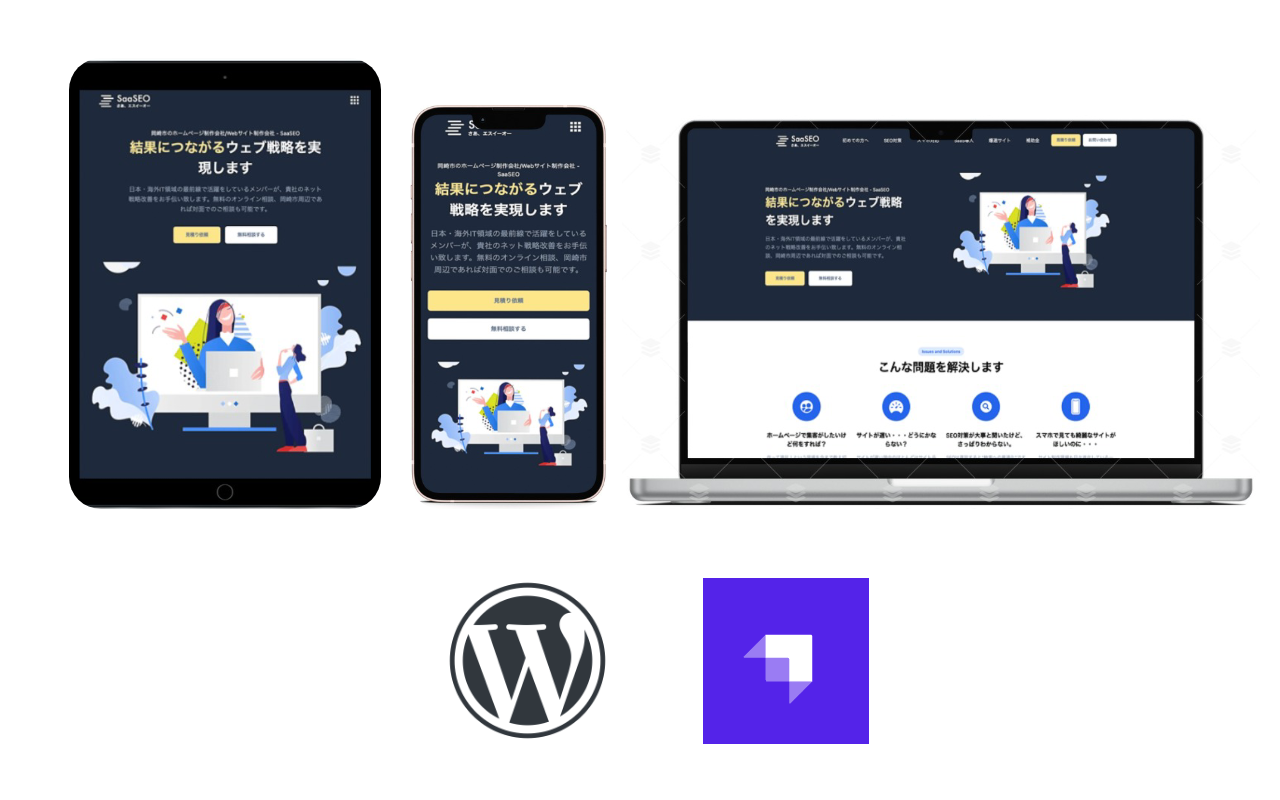 SaaSEO
さあ、エスイーオー
岡崎市のホームページ制作会社/Webサイト制作会社 - SaaSEO
結果につながるウェブ戦略を実
現します
日本・海外IT領域の最前線で活躍をしているメンバーが、貴社のネット
戦略改善をお手伝い致します。無料のオンライン相談、岡崎市周辺であ
れば対面でのご相談も可能です。
見積り依頼
無料相談する
さあ、エスイーオー
岡崎市のホームページ制作会社/Webサイト制作会社 -
SaaSEO
結果につながるウェブ
戦略を実現します
日本・海外IT領域の最前線で活躍をしている
メンバーが、貴社のネット戦略改善をお手伝
い致します。無料のオンライン相談、岡崎市
周辺であれば対面でのご相談も可能です。
見積り依頼
無料相談する
SaaSEO
さあ、エスイーオー
初めての方へ
SEO対策
構造サイト
補助金
見積り依頼
お問い合わせ
岡崎市のホームページ制作会社/Webサイト制作会社 - SaaSEO
結果につながるウェブ戦略
を実現します
日本・海外IT領域の最前線で活躍をしているメンバーが、貴社
のネット戦略改善をお手伝い致します。無料のオンライン相
談、岡崎市周辺であれば対面でのご相談も可能です。
見積り依頼
無料相談する
Issues and Solutions
こんな問題を解決します
ホームページで集客がしたいけ
ど何をすれば？
サイトが遅い・・・どうにかな
らない？
SEO対策が大事と聞いたけど、
さっぱりわからない。
スマホで見ても綺麗なサイトが
ほしいのに・・・